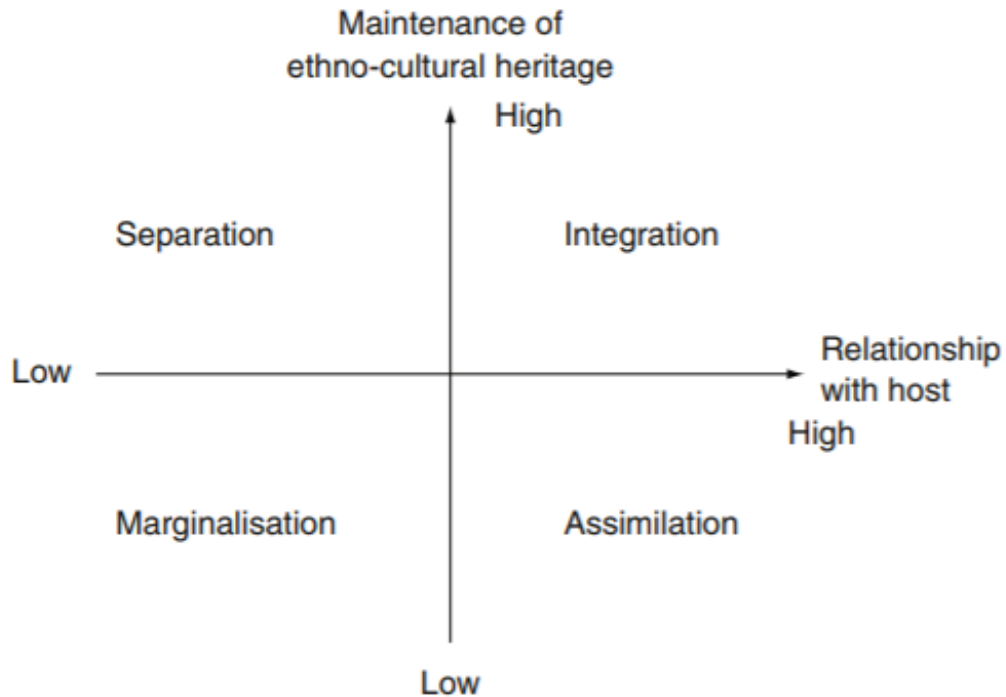 Maintenance of
ethno-cultural heritage
High
Separation
Integration
Low
Relationship
with host
High
Marginalisation
Assimilation
Low